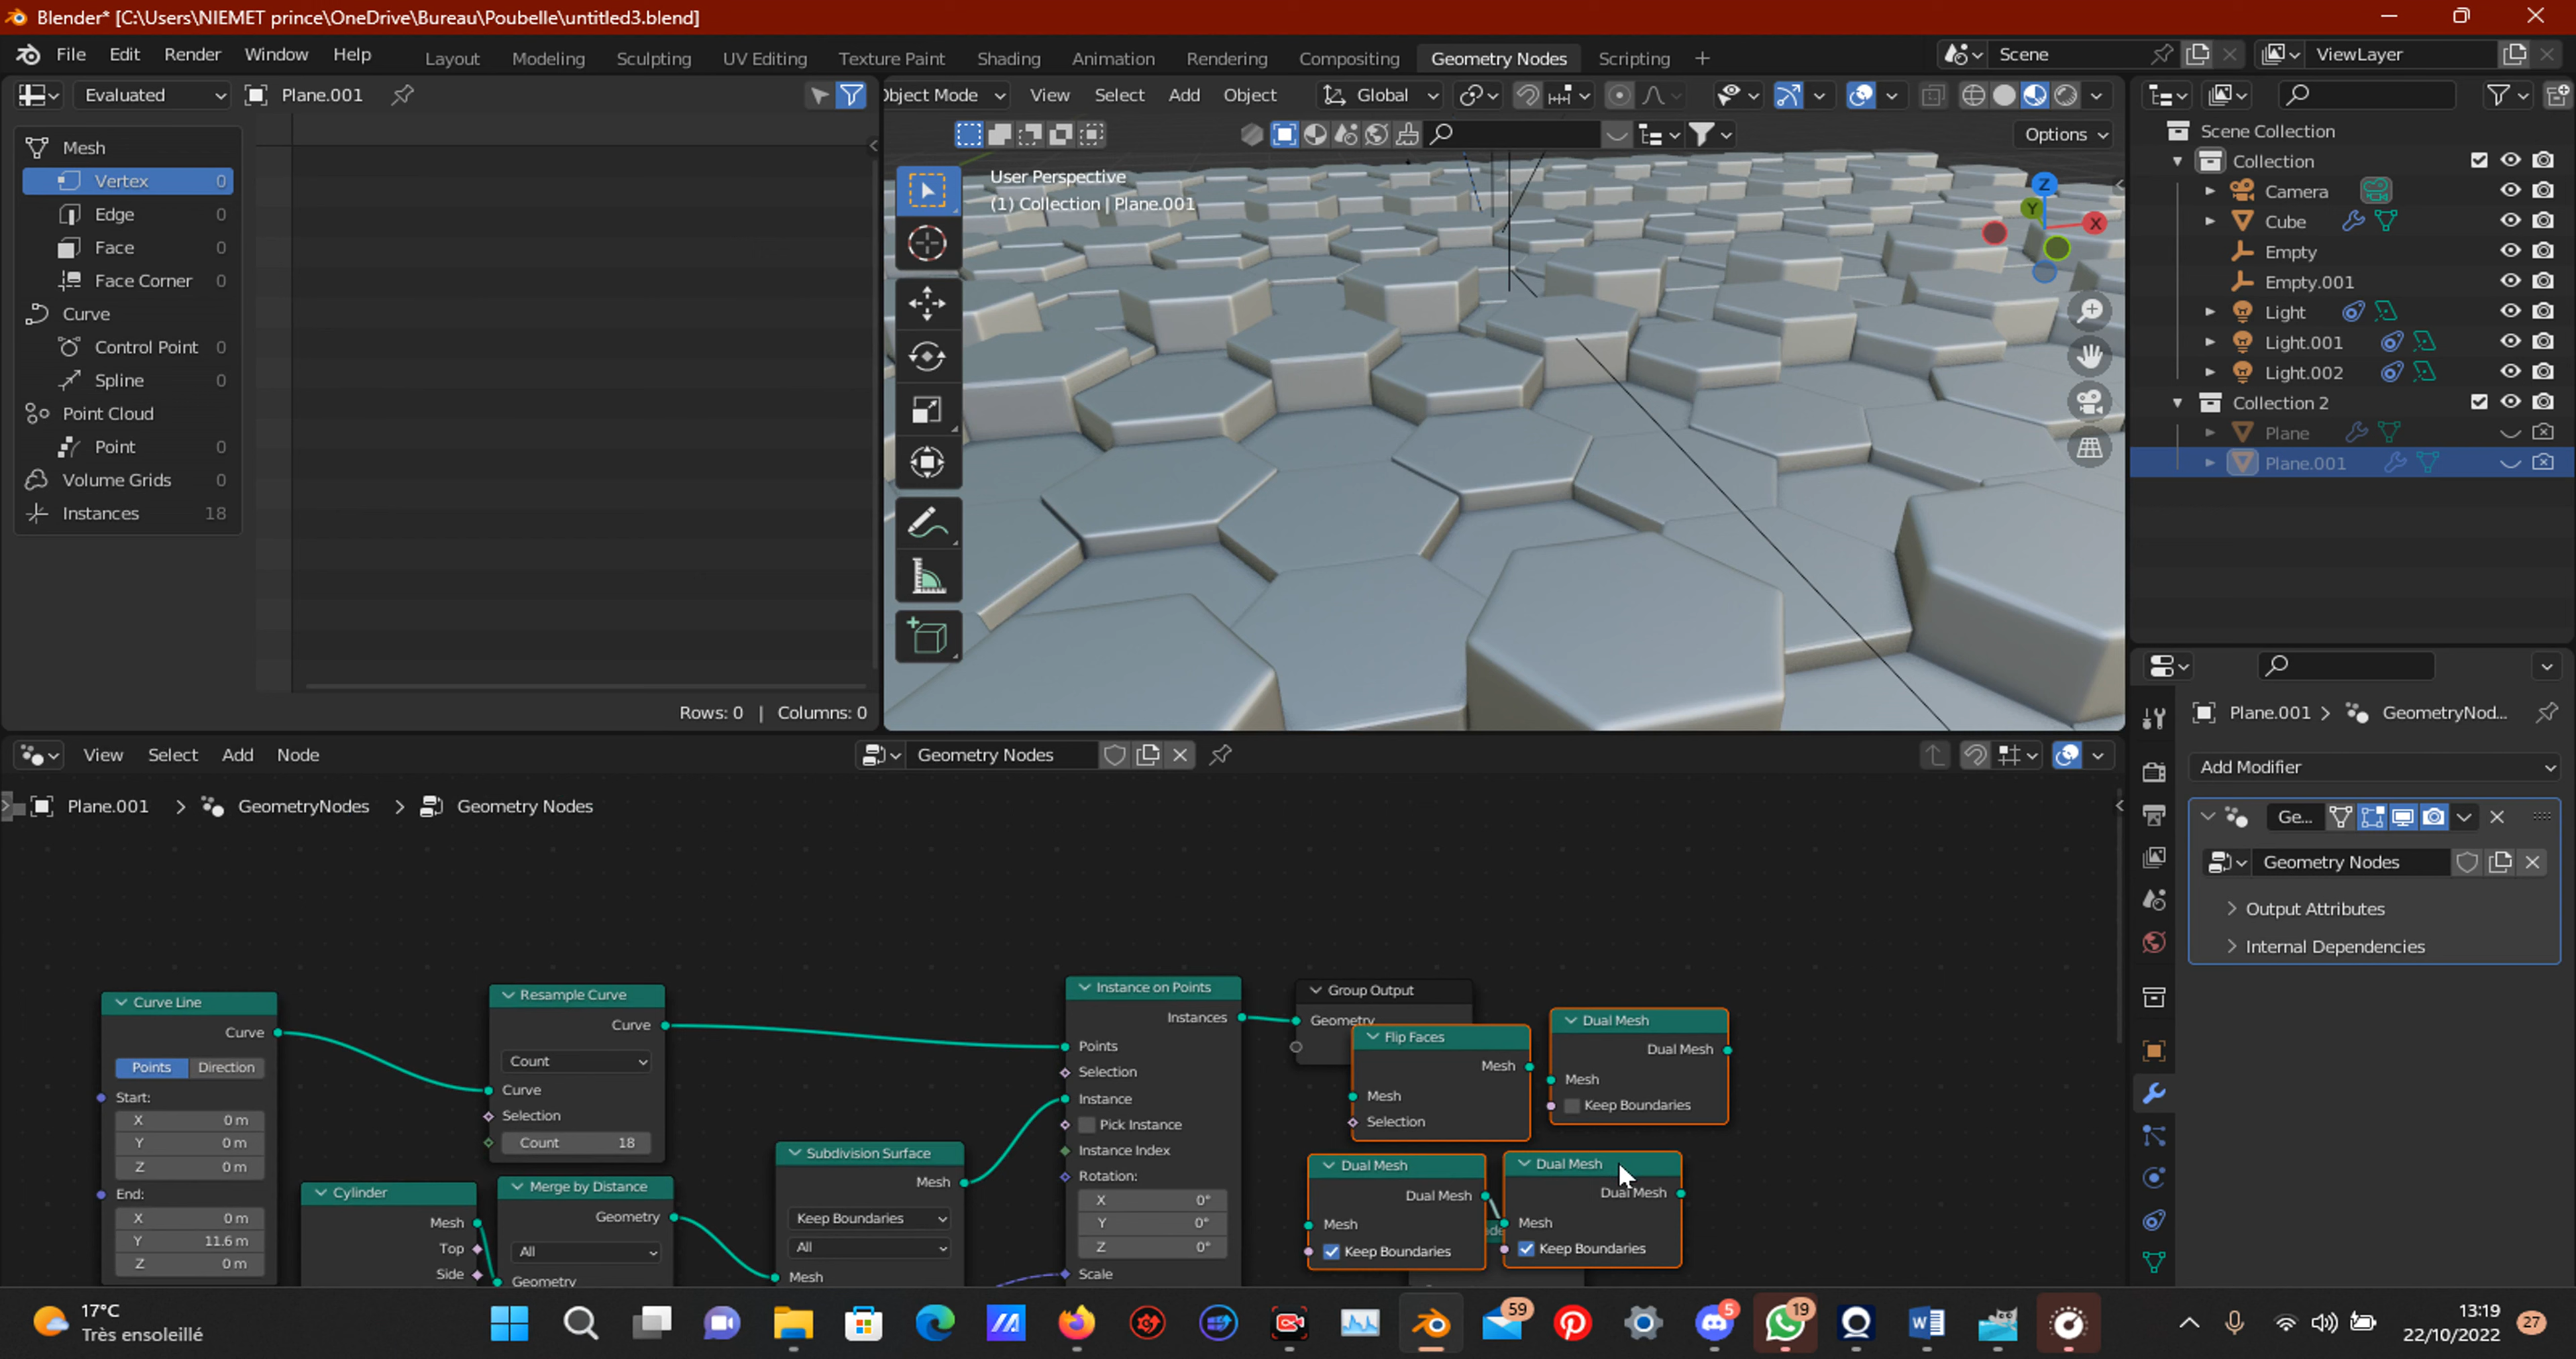 Blender* [C:\Users\NIEMET prince\OneDrive\Bureau\Poubelle\untitled3.blend]
File Edit Render Window Help Layout Modeling Sculpting UV Editing Texture Paint Shading Animation Rendering Compositing Geometry Nodes Scripting + Scene ViewLayer
Evaluated Plane.001
Mesh
Vertex 0
Edge 0
Face 0
Face Corner 0
Curve
Control Point 0
Spline 0
Point Cloud
Point 0
Volume Grids 0
Instances 18
Rows: 0 | Columns: 0
Object Mode View Select Add Object Global
Options
User Perspective
(1) Collection | Plane.001
Z
Y
X
Scene Collection
Collection
Camera
Cube
Empty
Empty.001
Light
Light.001
Light.002
Collection 2
Plane
Plane.001
View Select Add Node Geometry Nodes
Plane.001 > GeometryNodes > Geometry Nodes
Curve Line
Curve
Points Direction
Start:
X 0 m
Y 0 m
Z 0 m
End:
X 0 m
Y 11.6 m
Z 0 m
Resample Curve
Curve
Count
Curve
Selection
Count 18
Cylinder
Mesh
Top
Side
Merge by Distance
Geometry
All
Geometry
Subdivision Surface
Mesh
Keep Boundaries
All
Mesh
Instance on Points
Instances
Points
Selection
Instance
Pick Instance
Instance Index
Rotation:
X 0°
Y 0°
Z 0°
Scale
Group Output
Geometry
Flip Faces
Mesh
Mesh
Selection
Dual Mesh
Dual Mesh
Mesh
Keep Boundaries
Dual Mesh
Dual Mesh
Mesh
Keep Boundaries
Dual Mesh
Dual Mesh
Mesh
Keep Boundaries
Plane.001 > GeometryNod...
Add Modifier
Ge...
Geometry Nodes
Output Attributes
Internal Dependencies
17°C
Très ensoleillé
59
5
19
13:19
22/10/2022
27